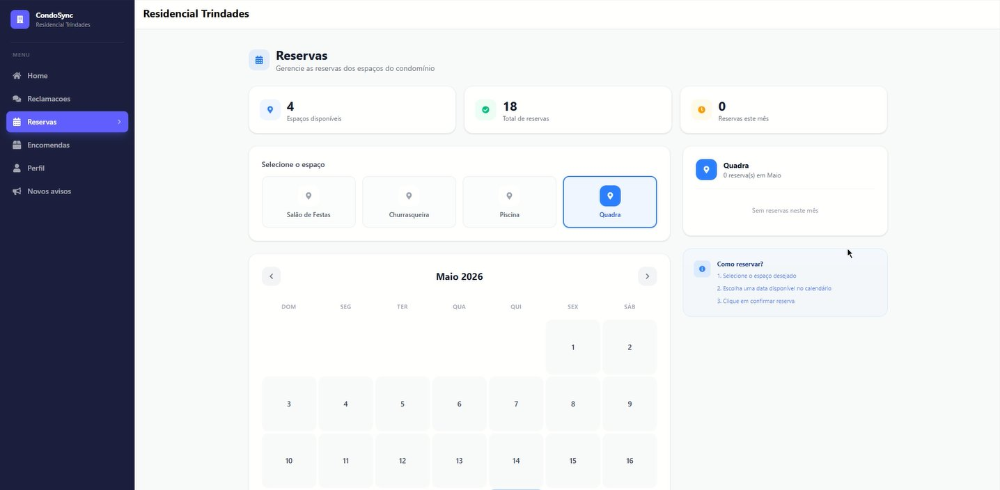 CondoSync
Residencial Trindades
MENU
Home
Reclamacoes
Reservas
Encomendas
Perfil
Novos avisos
Residencial Trindades
Reservas
Gerencie as reservas dos espaços do condomínio
4
Espaços disponíveis
18
Total de reservas
0
Reservas este mês
Selecione o espaço
Salão de Festas
Churrasqueira
Piscina
Quadra
Maio 2026
DOM SEG TER QUA QUI SEX SÁB
1 2
3 4 5 6 7 8 9
10 11 12 13 14 15 16
Quadra
0 reserva(s) em Maio
Sem reservas neste mês
Como reservar?
1. Selecione o espaço desejado
2. Escolha uma data disponível no calendário
3. Clique em confirmar reserva